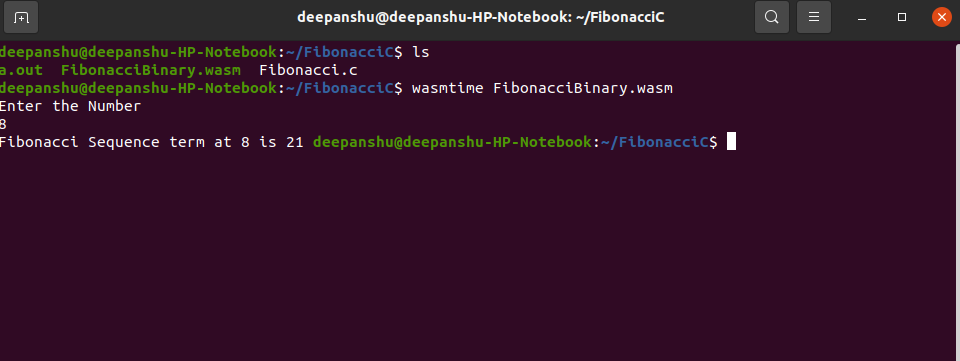 deepanshu@deepanshu-HP-Notebook: ~/FibonacciC
deepanshu@deepanshu-HP-Notebook:~/FibonacciC$ ls
a.out  FibonacciBinary.wasm  Fibonacci.c
deepanshu@deepanshu-HP-Notebook:~/FibonacciC$ wasmtime FibonacciBinary.wasm
Enter the Number
8
Fibonacci Sequence term at 8 is 21 deepanshu@deepanshu-HP-Notebook:~/FibonacciC$